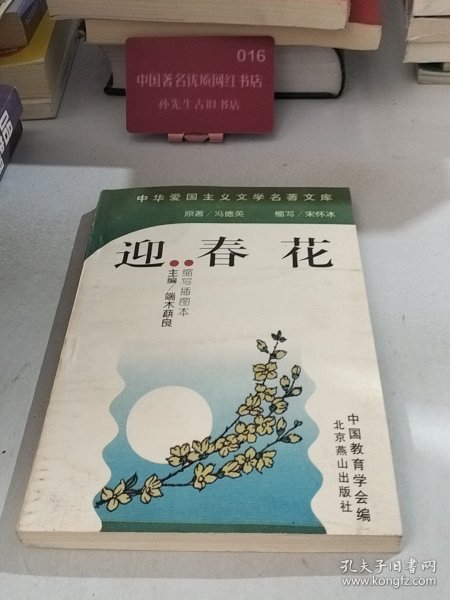 016
中国著名优质网红书店
孙先生古旧书店
中华爱国主义文学名著文库
原著/冯德英 缩写/宋怀冰
迎春花
缩写插图本
主编/端木蕻良
中国教育学会编
北京燕山出版社
孔夫子旧书网
www.kongfz.com